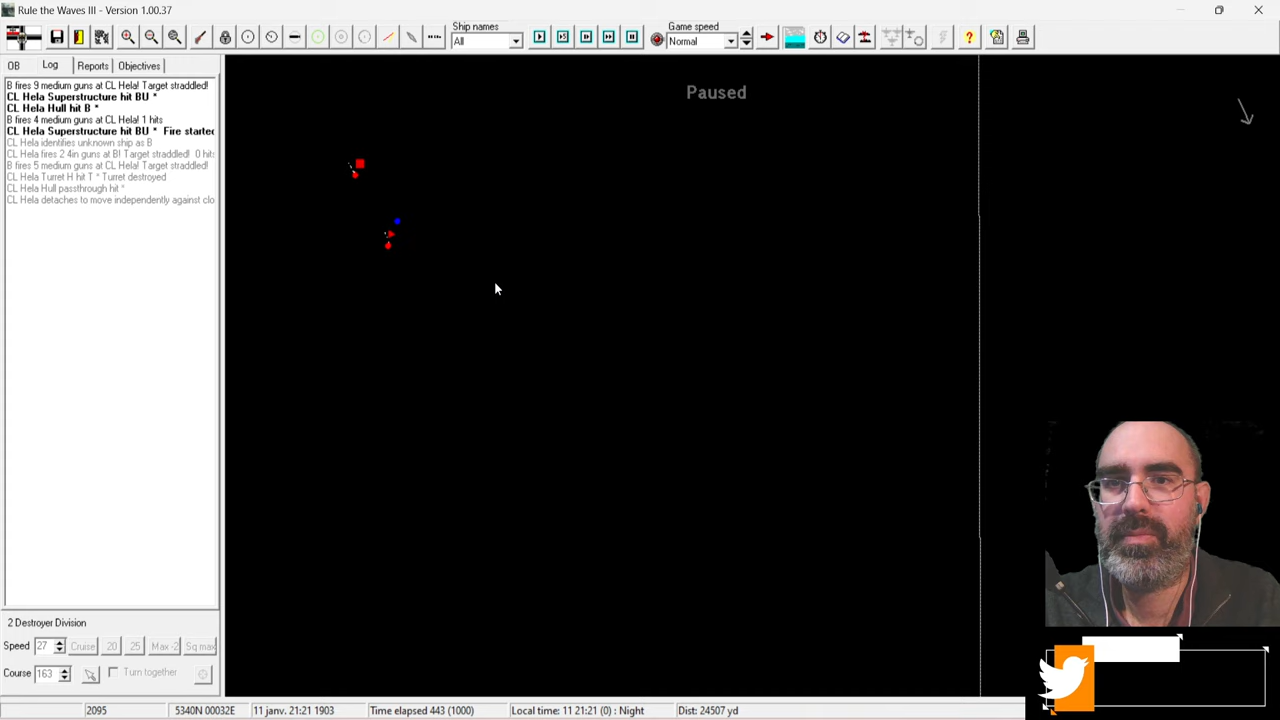 Rule the Waves III - Version 1.00.37
Ship names
All
Game speed
Normal
OB Log Reports Objectives
B fires 9 medium guns at CL Hela! Target straddled!
CL Hela Superstructure hit BU *
CL Hela Hull hit B *
B fires 4 medium guns at CL Hela! 1 hits
CL Hela Superstructure hit BU * Fire started
CL Hela identifies unknown ship as B
CL Hela fires 2 4in guns at B! Target straddled! 0 hits
B fires 5 medium guns at CL Hela! Target straddled!
CL Hela Turret H hit T * Turret destroyed
CL Hela Hull passthrough hit *
CL Hela detaches to move independently against clo
Paused
2 Destroyer Division
Speed 27 Cruise 20 25 Max -2 Sq max
Course 163 Turn together
2095 5340N 00032E 11 janv. 21:21 1903 Time elapsed 443 (1000) Local time: 11 21:21 (0) : Night Dist: 24507 yd